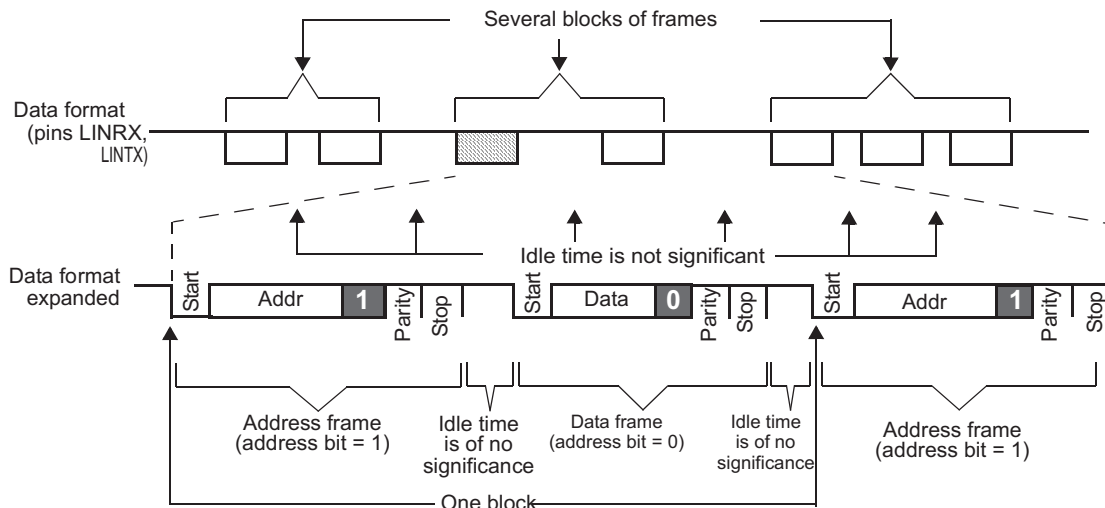 Several blocks of frames
Data format
(pins LINRX,
LINTX)
Idle time is not significant
Data format
expanded
Start
Addr
1
Parity
Stop
Start
Data
0
Parity
Stop
Start
Addr
1
Parity
Stop
Address frame
(address bit = 1)
Idle time
is of no
significance
Data frame
(address bit = 0)
Idle time
is of no
significance
Address frame
(address bit = 1)
One block